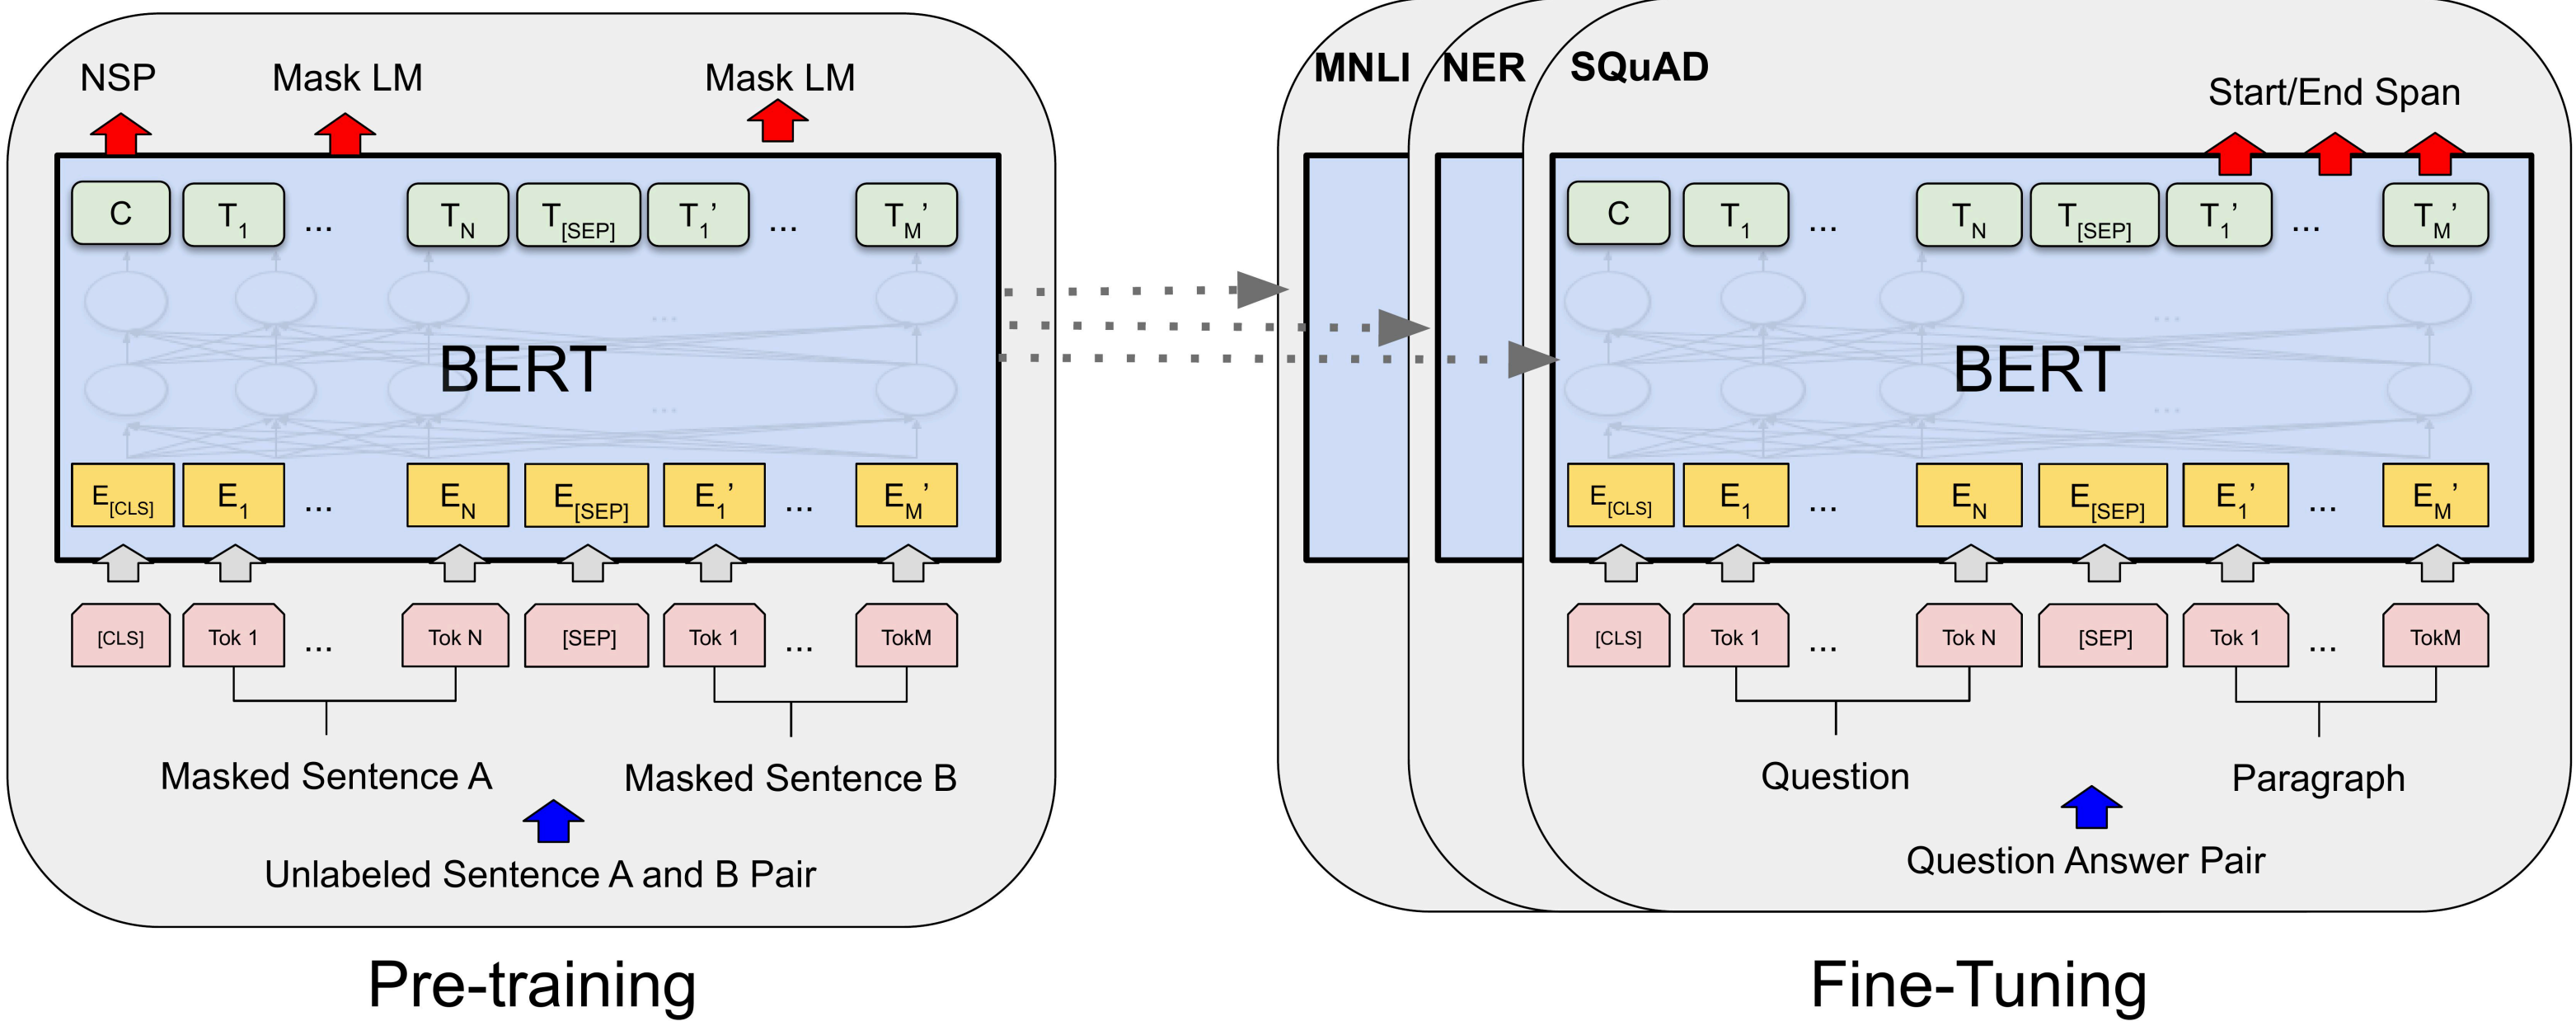 NSP Mask LM Mask LM
C T1 ... TN T[SEP] T1’ ... TM’
...
BERT
...
E[CLS] E1 ... EN E[SEP] E1’ ... EM’
[CLS] Tok 1 ... Tok N [SEP] Tok 1 ... TokM
Masked Sentence A Masked Sentence B
Unlabeled Sentence A and B Pair
Pre-training
MNLI NER SQuAD
Start/End Span
C T1 ... TN T[SEP] T1’ ... TM’
...
BERT
...
E[CLS] E1 ... EN E[SEP] E1’ ... EM’
[CLS] Tok 1 ... Tok N [SEP] Tok 1 ... TokM
Question Paragraph
Question Answer Pair
Fine-Tuning